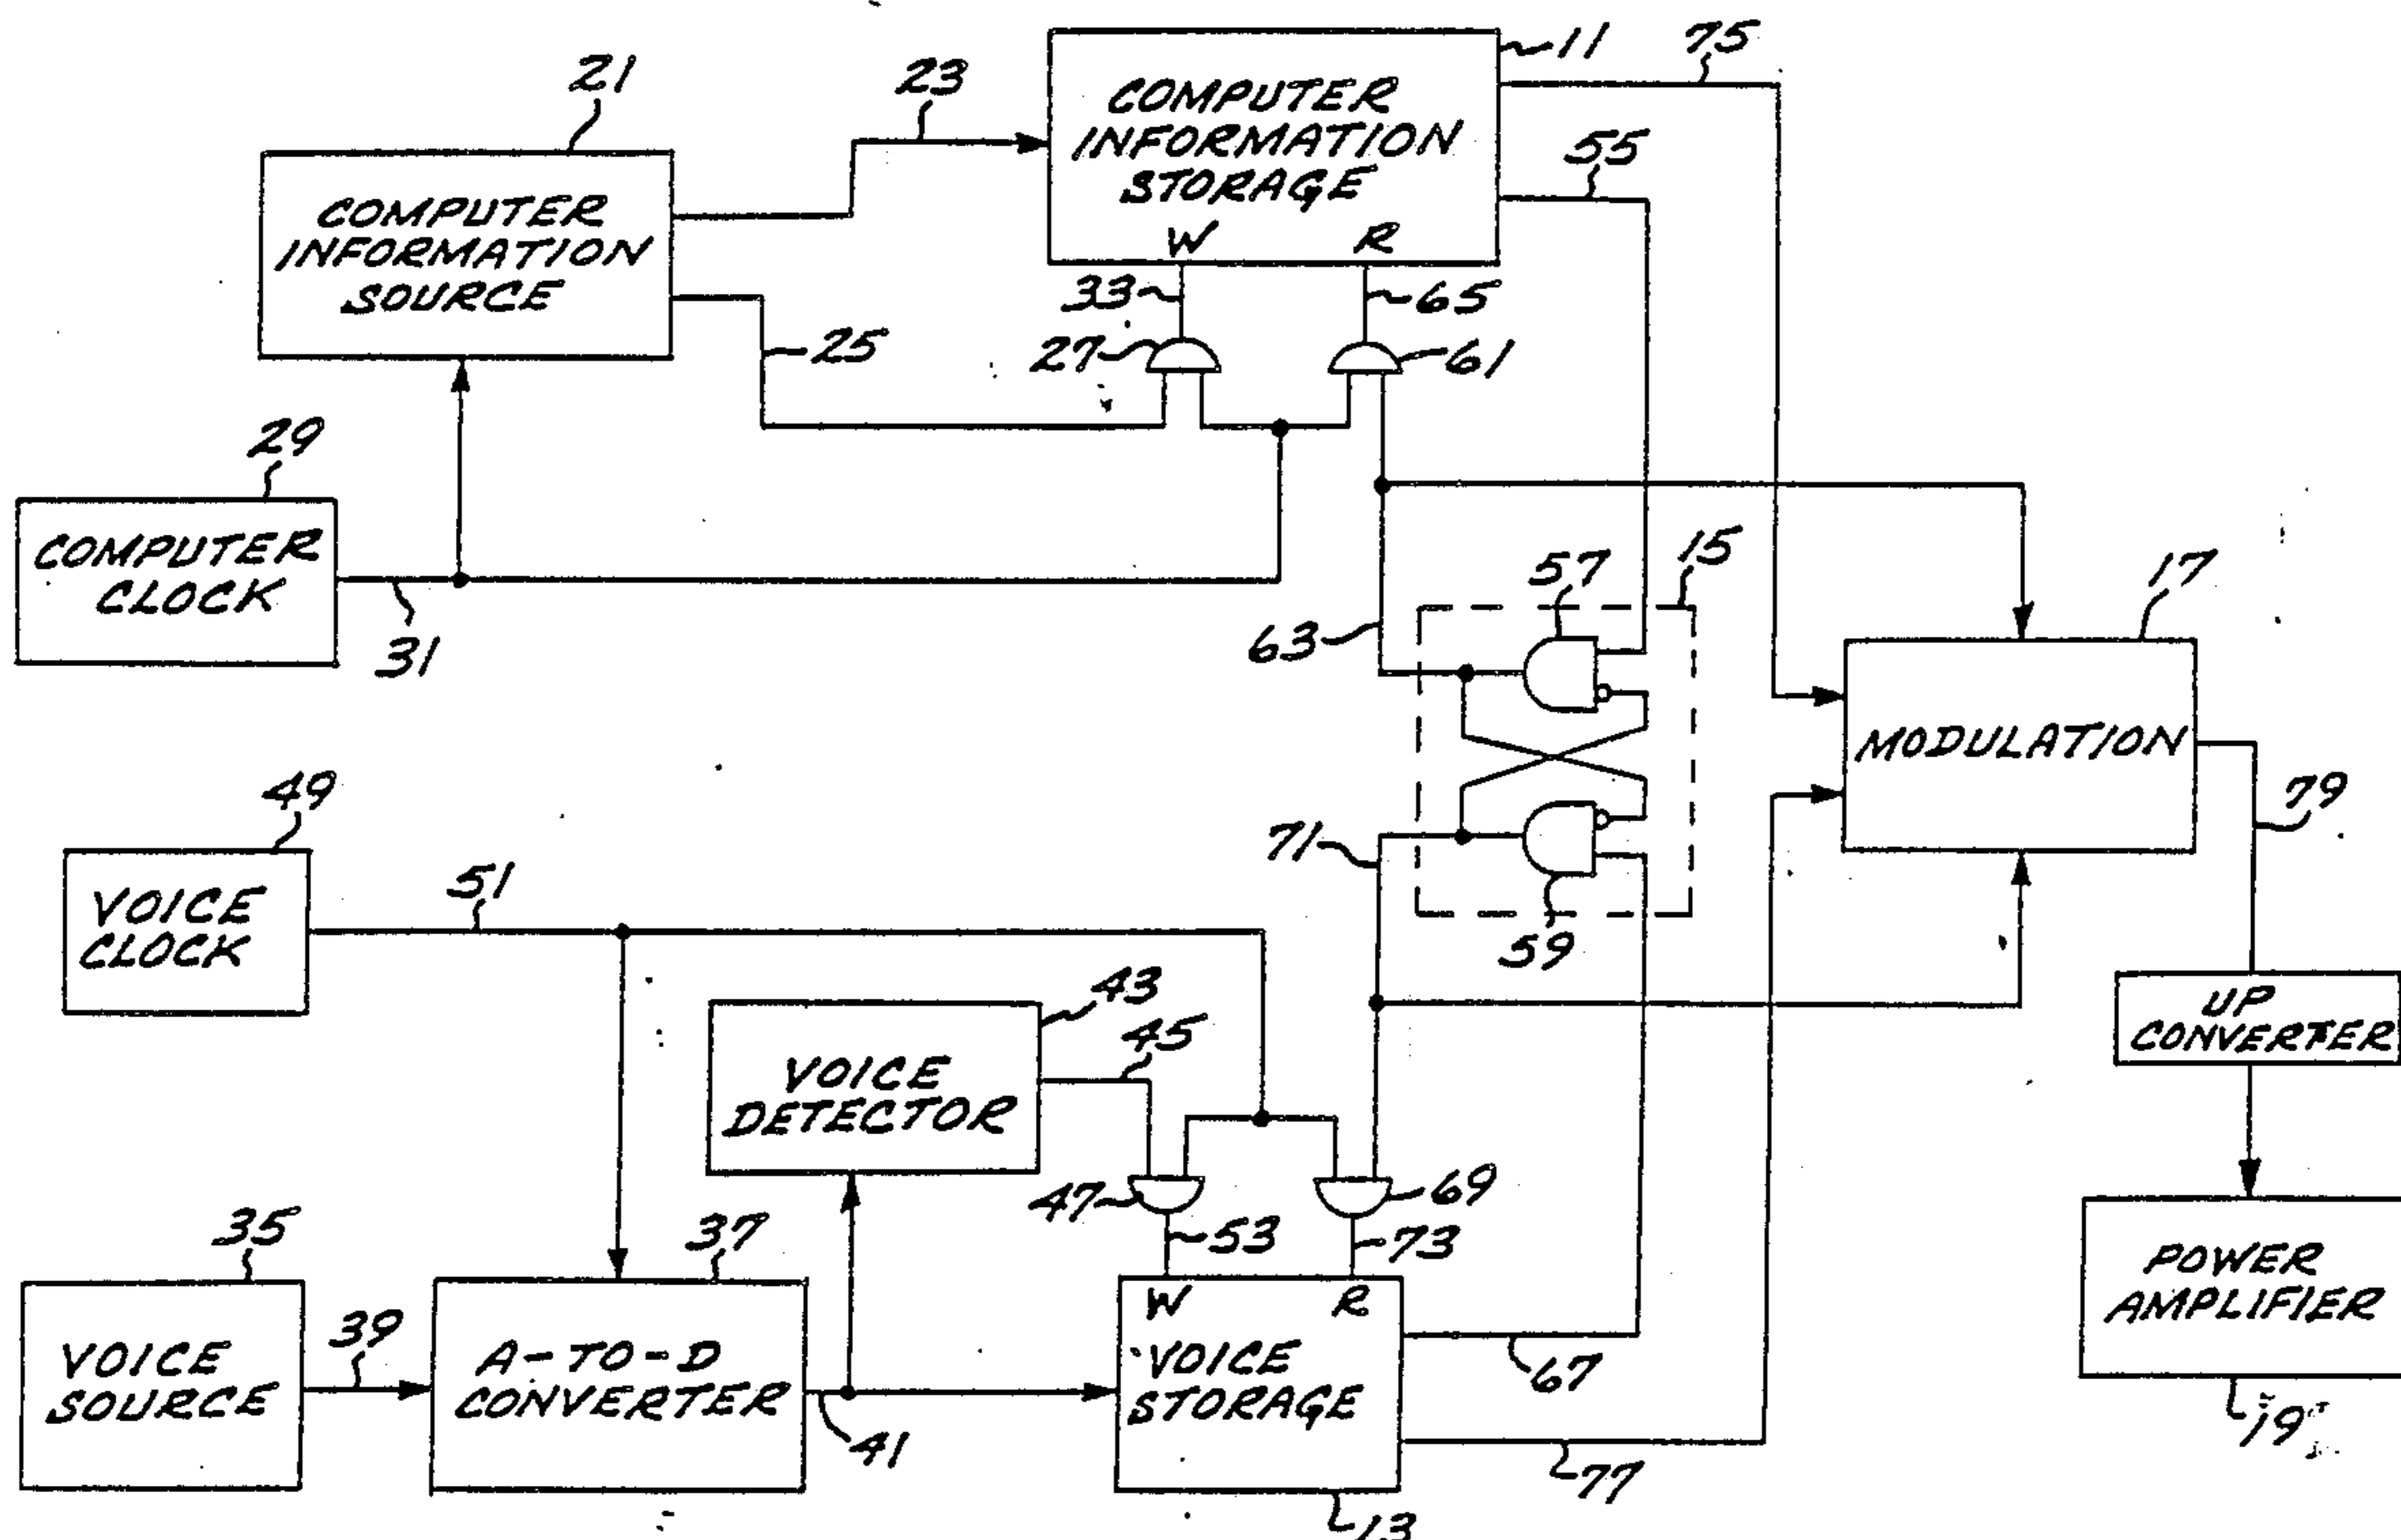 11
75
21
23
COMPUTER
INFORMATION
STORAGE
W
R
55
COMPUTER
INFORMATION
SOURCE
33
65
25
27
61
29
COMPUTER
CLOCK
31
57
15
17
63
MODULATION
49
71
79
VOICE
CLOCK
51
59
43
45
VOICE
DETECTOR
UP
CONVERTER
47
69
35
37
53
73
W
R
POWER
AMPLIFIER
VOICE
SOURCE
39
A-TO-D
CONVERTER
VOICE
STORAGE
67
41
77
19
13